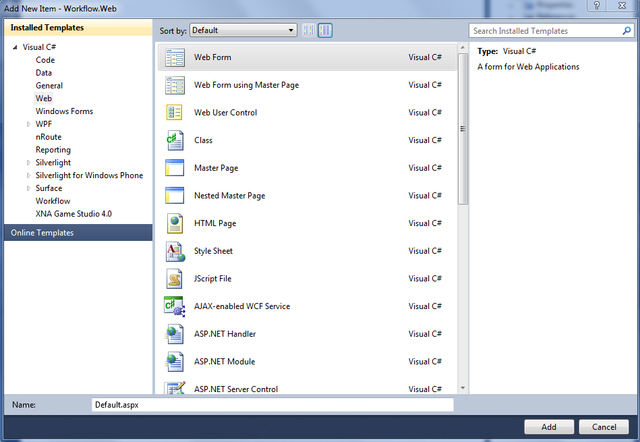 Add New Item - Workflow.Web
Installed Templates
Visual C#
Code
Data
General
Web
Windows Forms
WPF
nRoute
Reporting
Silverlight
Silverlight for Windows Phone
Surface
Workflow
XNA Game Studio 4.0
Online Templates
Sort by: Default
Web Form Visual C#
Web Form using Master Page Visual C#
Web User Control Visual C#
Class Visual C#
Master Page Visual C#
Nested Master Page Visual C#
HTML Page Visual C#
Style Sheet Visual C#
JScript File Visual C#
AJAX-enabled WCF Service Visual C#
ASP.NET Handler Visual C#
ASP.NET Module Visual C#
ASP.NET Server Control Visual C#
Search Installed Templates
Type: Visual C#
A form for Web Applications
Name: Default.aspx
Add Cancel